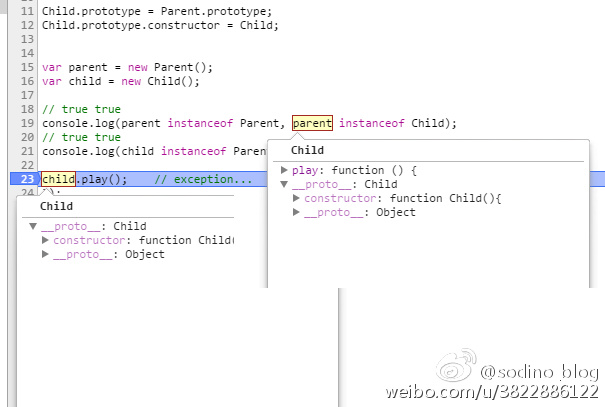 11 Child.prototype = Parent.prototype;
12 Child.prototype.constructor = Child;
13
14
15 var parent = new Parent();
16 var child = new Child();
17
18 // true true
19 console.log(parent instanceof Parent, parent instanceof Child);
20 // true true
21 console.log(child instanceof Parent
22
23 child.play(); // exception...
24 });
Child
▼ __proto__: Child
▶ constructor: function Child(
▶ __proto__: Object
Child
▶ play: function () {
▼ __proto__: Child
▶ constructor: function Child(){
▶ __proto__: Object
@sodino_blog
weibo.com/u/3822886122